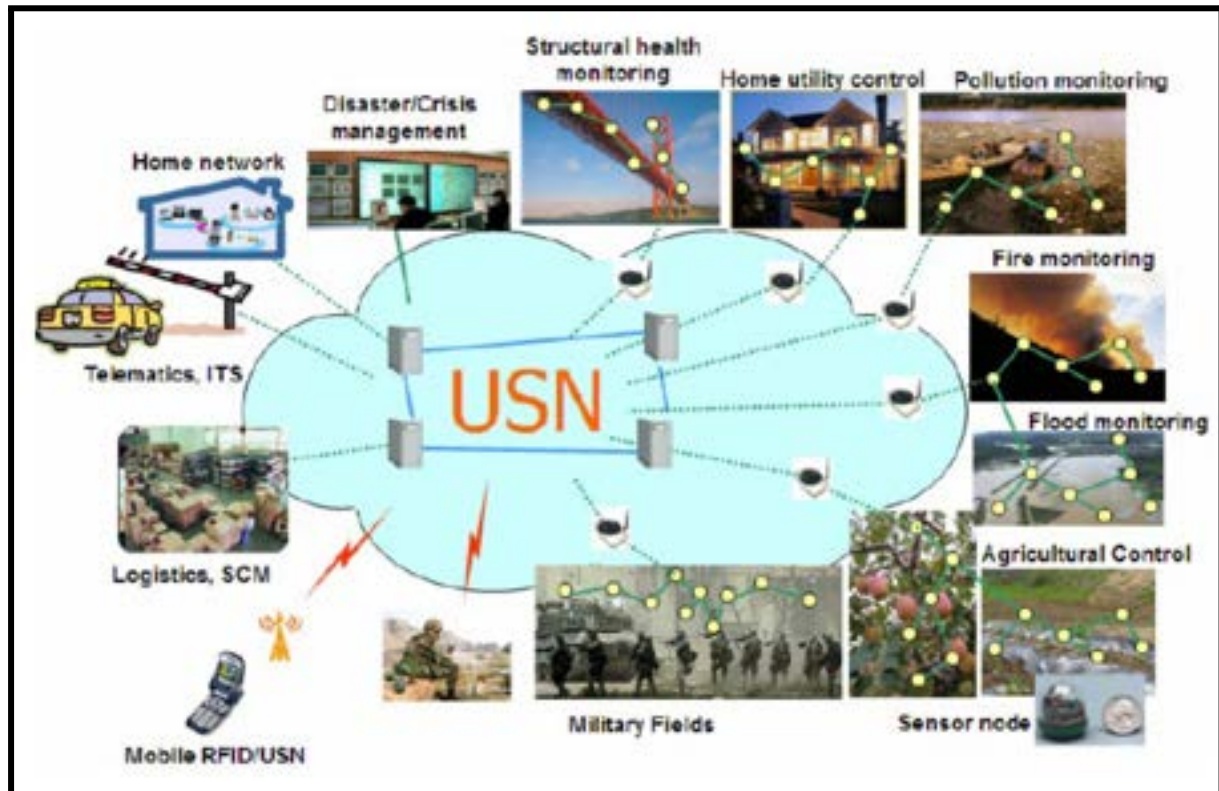 Structural health
monitoring
Home utility control
Pollution monitoring
Disaster/Crisis
management
Home network
Fire monitoring
Telematics, ITS
USN
Flood monitoring
Logistics, SCM
Agricultural Control
Military Fields
Sensor node
Mobile RFID/USN